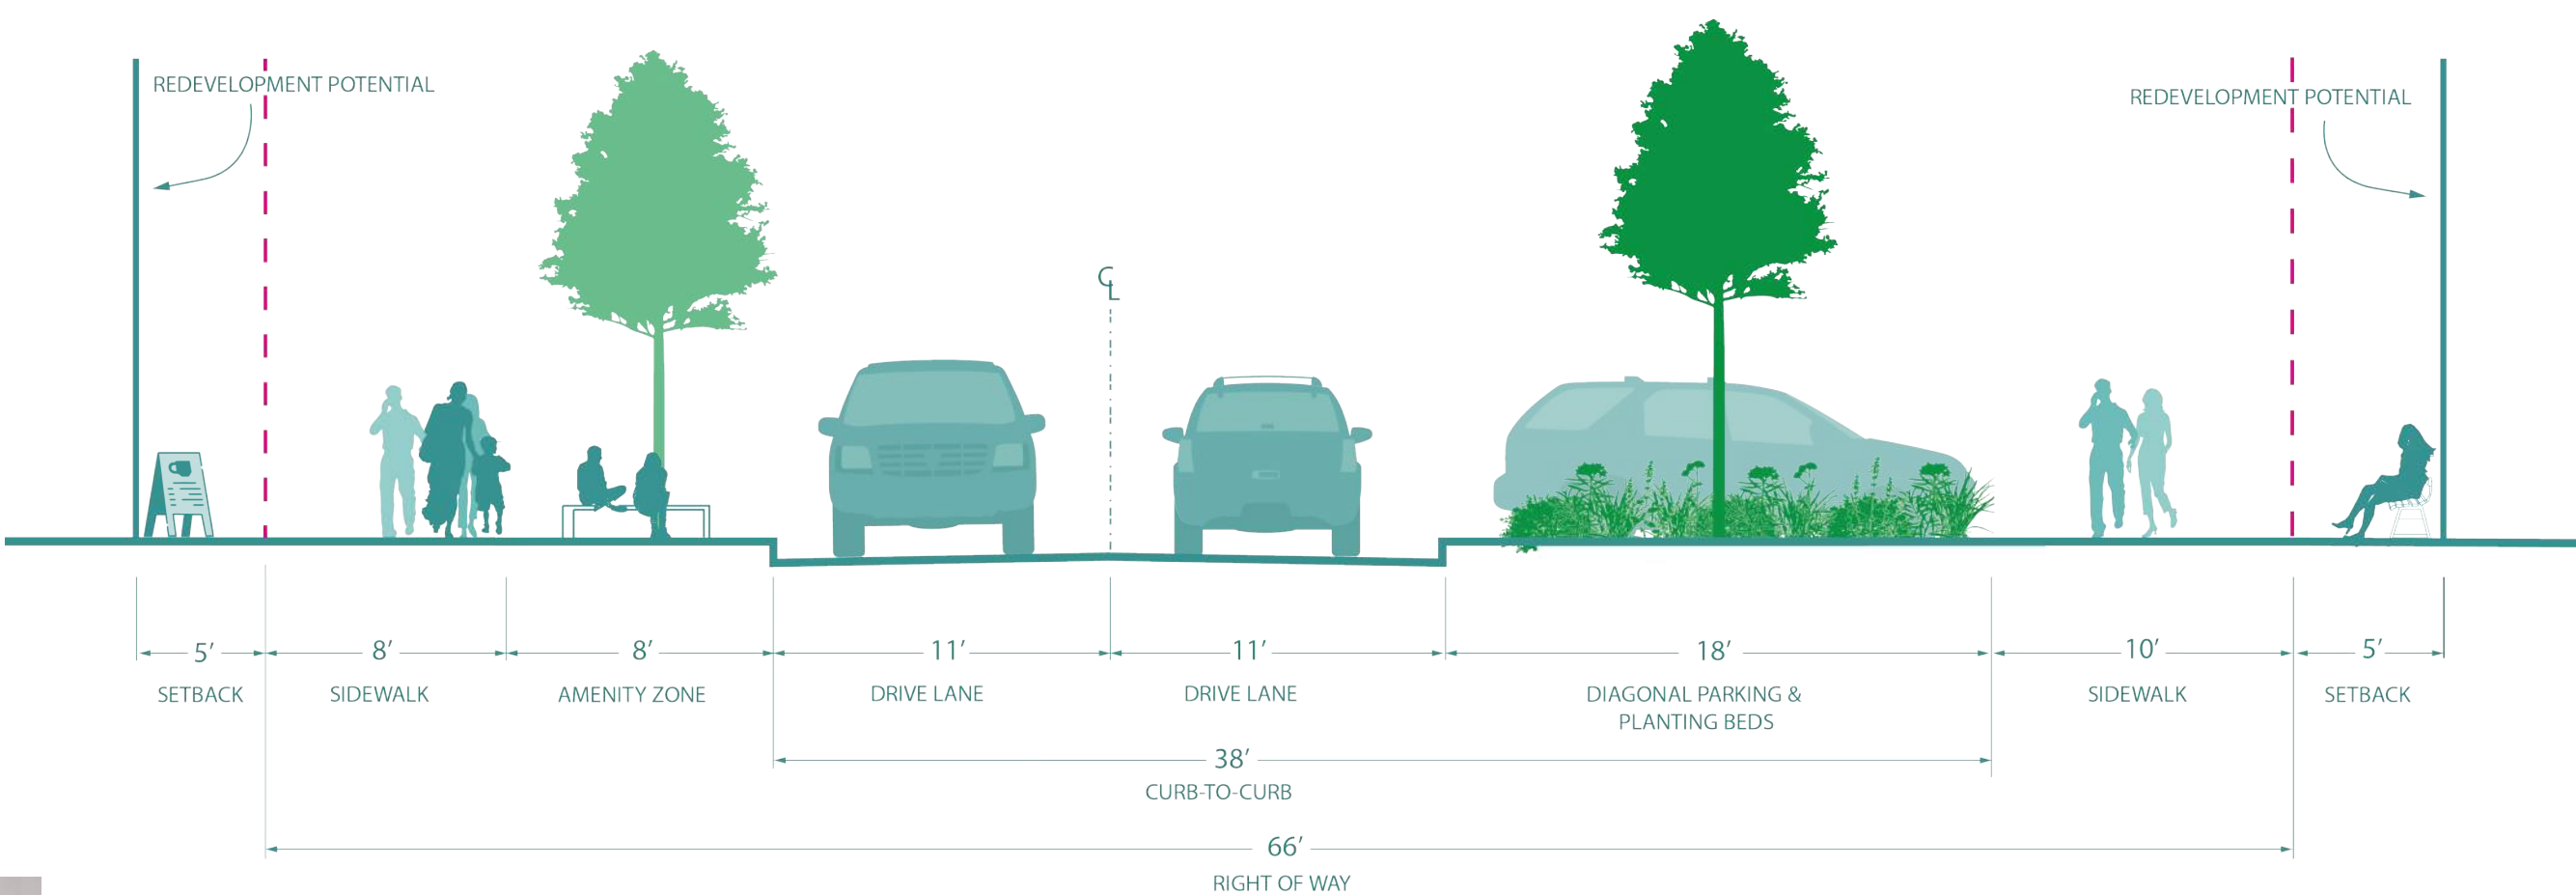 REDEVELOPMENT POTENTIAL
REDEVELOPMENT POTENTIAL
℄
5’ 8’ 8’ 11’ 11’ 18’ 10’ 5’
SETBACK SIDEWALK AMENITY ZONE DRIVE LANE DRIVE LANE DIAGONAL PARKING & SIDEWALK SETBACK
PLANTING BEDS
38’
CURB-TO-CURB
66’
RIGHT OF WAY